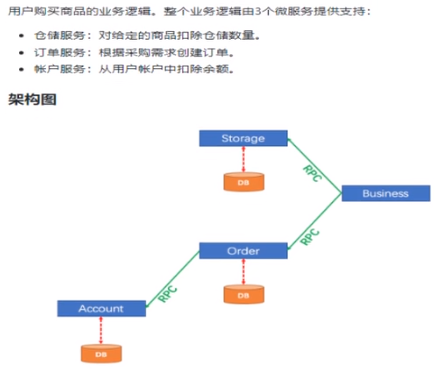 用户购买商品的业务逻辑。整个业务逻辑由3个微服务提供支持：
• 仓储服务：对给定的商品扣除仓储数量。
• 订单服务：根据采购需求创建订单。
• 帐户服务：从用户帐户中扣除余额。
架构图
Storage
RPC
DB
Business
RPC
Order
RPC
DB
Account
DB